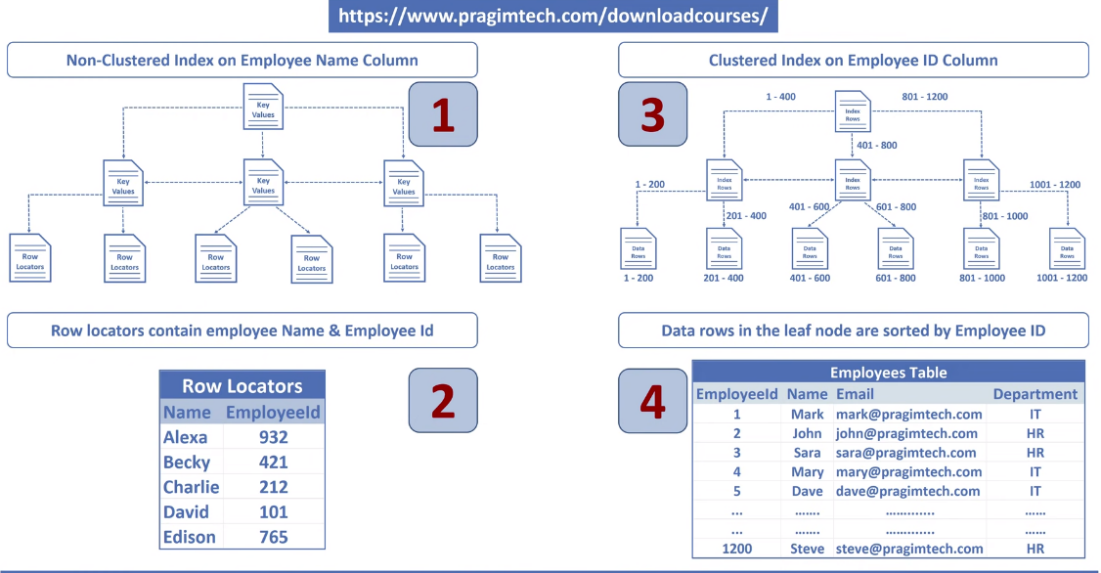 https://www.pragimtech.com/downloadcourses/
Non-Clustered Index on Employee Name Column
1
Key
Values
Key
Values
Key
Values
Key
Values
Row
Locators
Row
Locators
Row
Locators
Row
Locators
Row
Locators
Row
Locators
Row locators contain employee Name & Employee Id
2
Row Locators
Name EmployeeId
Alexa 932
Becky 421
Charlie 212
David 101
Edison 765
Clustered Index on Employee ID Column
3
1 - 400
801 - 1200
Index
Rows
401 - 800
1 - 200
Index
Rows
Index
Rows
Index
Rows
1001 - 1200
201 - 400
401 - 600
601 - 800
801 - 1000
Data
Rows
Data
Rows
Data
Rows
Data
Rows
Data
Rows
Data
Rows
1 - 200
201 - 400
401 - 600
601 - 800
801 - 1000
1001 - 1200
Data rows in the leaf node are sorted by Employee ID
4
Employees Table
EmployeeId Name Email Department
1 Mark mark@pragimtech.com IT
2 John john@pragimtech.com HR
3 Sara sara@pragimtech.com HR
4 Mary mary@pragimtech.com IT
5 Dave dave@pragimtech.com IT
... ....... ............. ......
... ....... ............. ......
1200 Steve steve@pragimtech.com HR